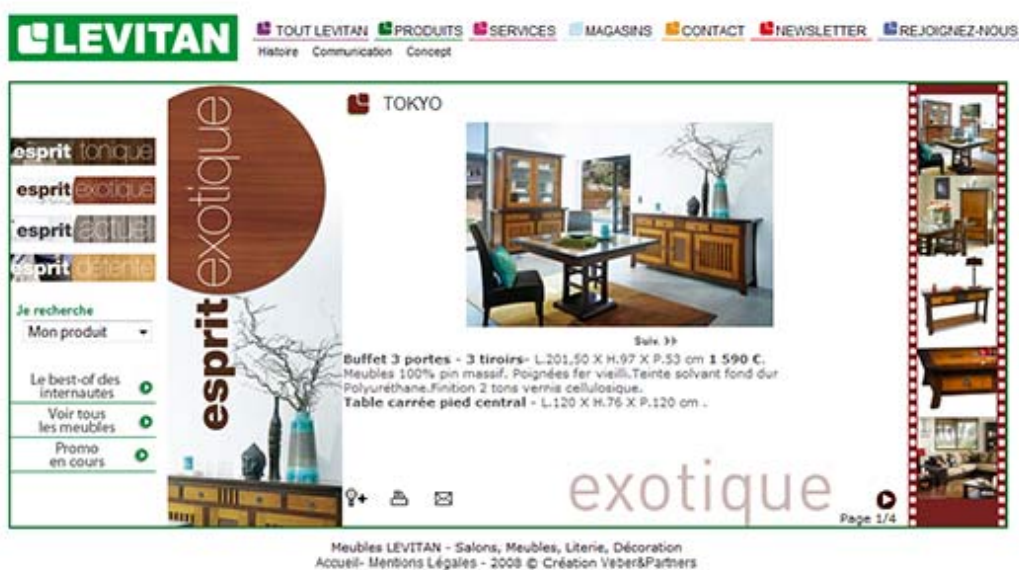 LEVITAN
TOUT LEVITAN PRODUITS SERVICES MAGASINS CONTACT NEWSLETTER REJOIGNEZ-NOUS
Histoire Communication Concept
esprit tonique
esprit exotique
esprit actuel
esprit détente
Je recherche
Mon produit
Le best-of des
internautes
Voir tous
les meubles
Promo
en cours
esprit exotique
TOKYO
Suiv. >>
Buffet 3 portes - 3 tiroirs- L.201,50 X H.97 X P.53 cm 1 590 €.
Meubles 100% pin massif. Poignées fer vieilli.Teinte solvant fond dur
Polyuréthane.Finition 2 tons vernis cellulosique.
Table carrée pied central - L.120 X H.76 X P.120 cm .
exotique
Page 1/4
Meubles LEVITAN - Salons, Meubles, Literie, Décoration
Accueil- Mentions Légales - 2008 © Création Veber&Partners